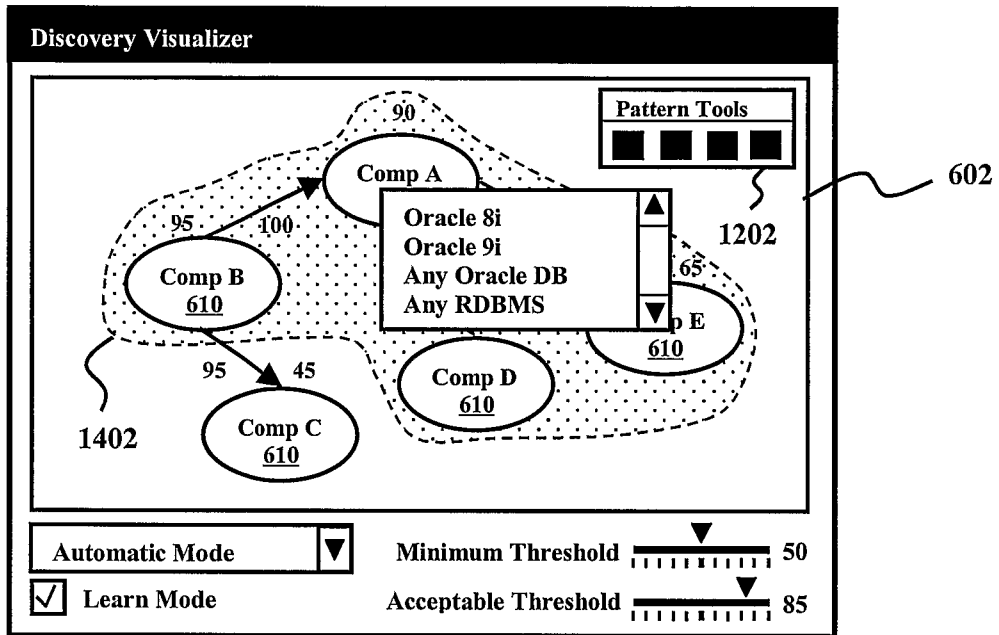 Discovery Visualizer
90
Pattern Tools
Comp A
602
1202
95
100
Oracle 8i
Oracle 9i
Any Oracle DB
Any RDBMS
65
Comp B
610
p E
610
95
45
Comp D
610
1402
Comp C
610
Automatic Mode
Minimum Threshold
50
Learn Mode
Acceptable Threshold
85